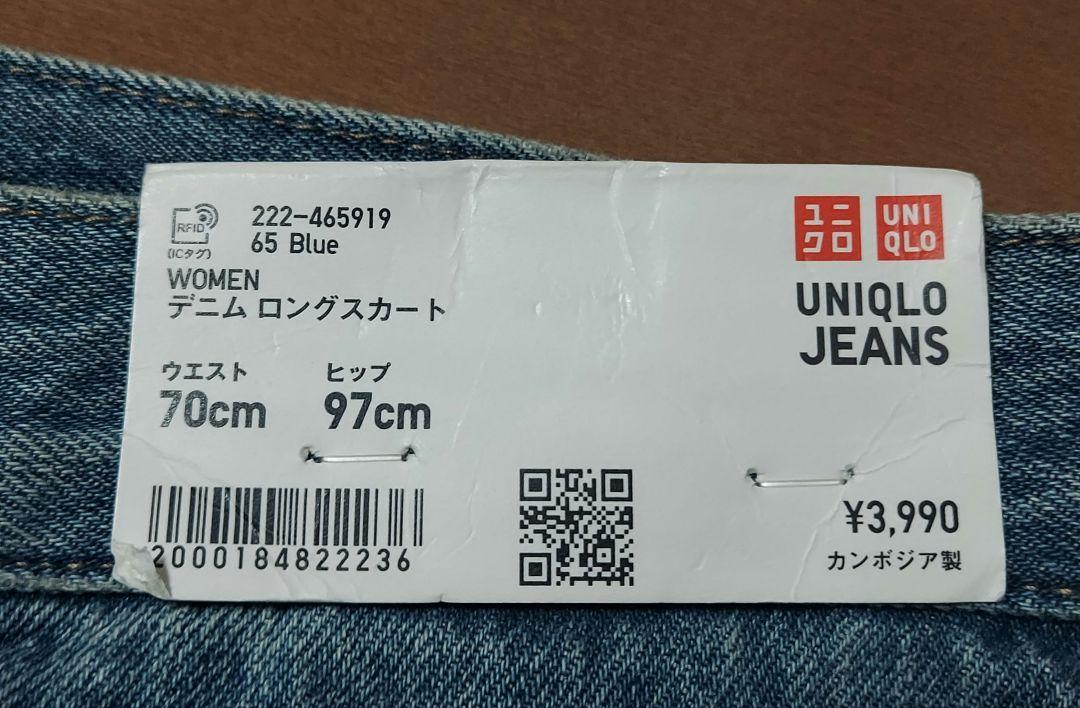 RFID
(ICタグ)
222-465919
65 Blue
WOMEN
デニム ロングスカート
ウエスト ヒップ
70cm 97cm
2000184822236
ユニ
クロ
UNI
QLO
UNIQLO
JEANS
¥3,990
カンボジア製